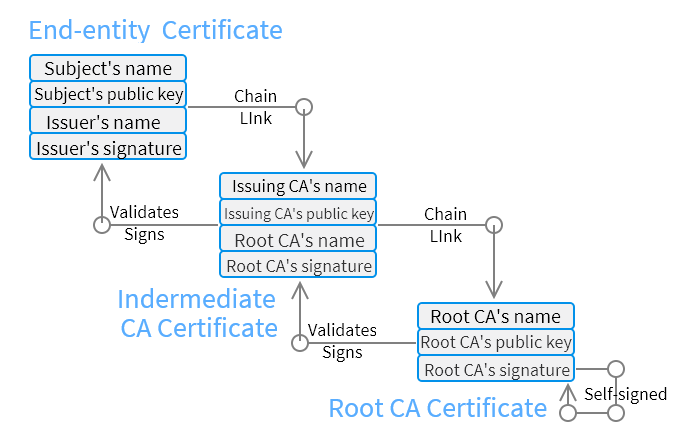 End-entity Certificate
Subject's name
Subject's public key
Issuer's name
Issuer's signature
Chain
LInk
Validates
Signs
Issuing CA's name
Issuing CA's public key
Root CA's name
Root CA's signature
Chain
LInk
Indermediate
CA Certificate
Validates
Signs
Root CA's name
Root CA's public key
Root CA's signature
Self-signed
Root CA Certificate